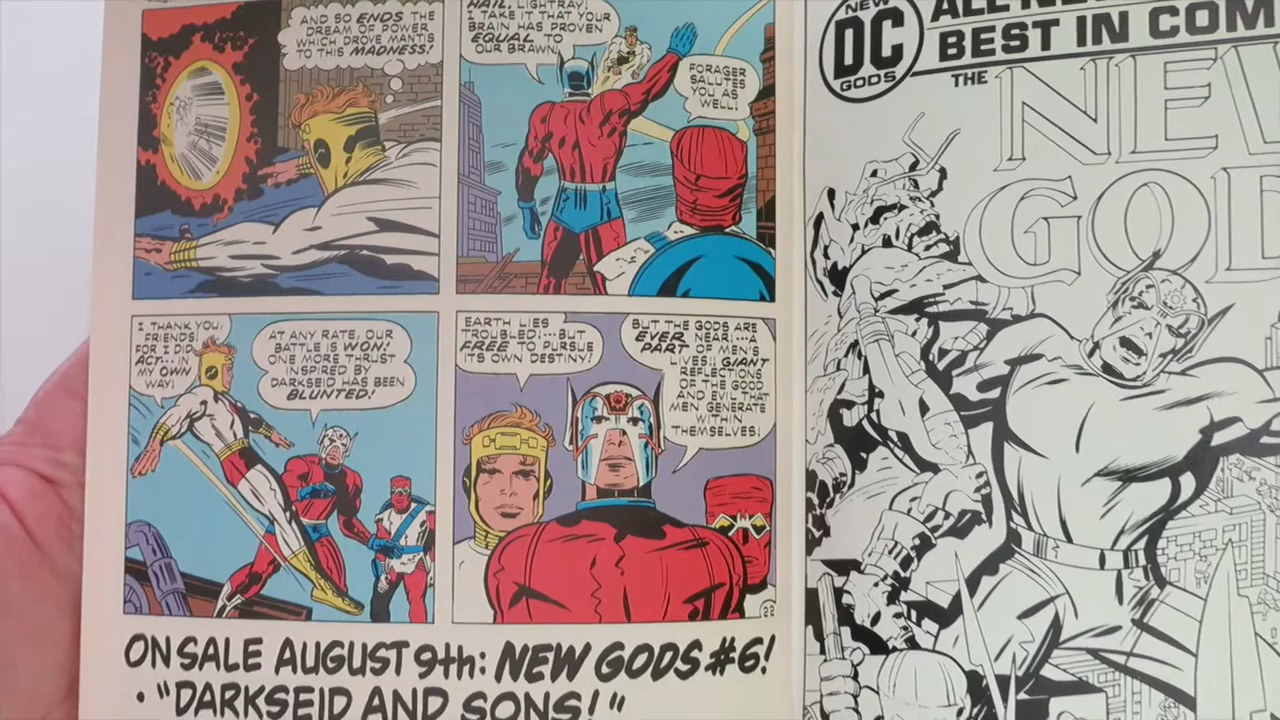 AND SO ENDS THE
DREAM OF POWER
WHICH DROVE MANTIS
TO THIS MADNESS!
HAIL, LIGHTRAY!
I TAKE IT THAT YOUR
BRAIN HAS PROVEN
EQUAL TO
OUR BRAWN!
FORAGER
SALUTES
YOU AS
WELL!
I THANK YOU,
FRIENDS!
FOR I DID
ACT...IN
MY OWN
WAY!
AT ANY RATE, OUR
BATTLE IS WON!
ONE MORE THRUST
INSPIRED BY
DARKSEID HAS BEEN
BLUNTED!
EARTH LIES
TROUBLED!---BUT
FREE TO PURSUE
ITS OWN DESTINY!
BUT THE GODS ARE
EVER NEAR!---A
PART OF MEN'S
LIVES!! GIANT
REFLECTIONS
OF THE GOOD
AND EVIL THAT
MEN GENERATE
WITHIN
THEMSELVES!
22
ON SALE AUGUST 9th: NEW GODS #6!
• "DARKSEID AND SONS!"
NEW
DC
GODS
ALL
BEST IN COM
THE
NEW
GOD